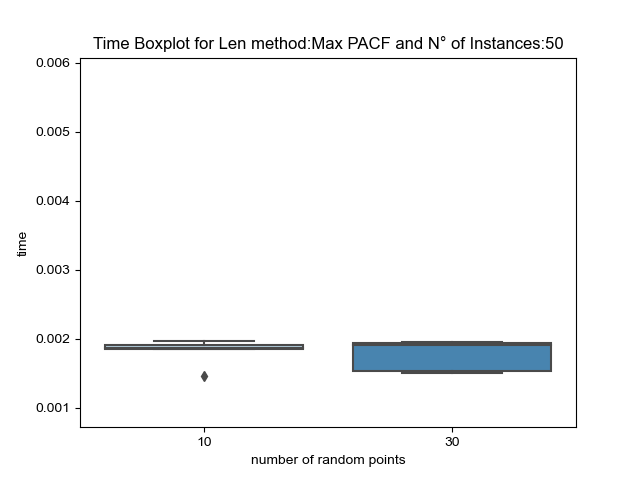 Time Boxplot for Len method:Max PACF and N° of Instances:50
0.006
0.005
0.004
0.003
0.002
0.001
time
10
30
number of random points